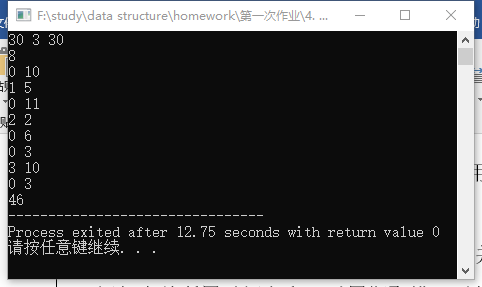 F:\study\data structure\homework\第一次作业\4. ...
30 3 30
8
0 10
1 5
0 11
2 2
0 6
0 3
3 10
0 3
46
--------------------------------
Process exited after 12.75 seconds with return value 0
请按任意键继续. . .